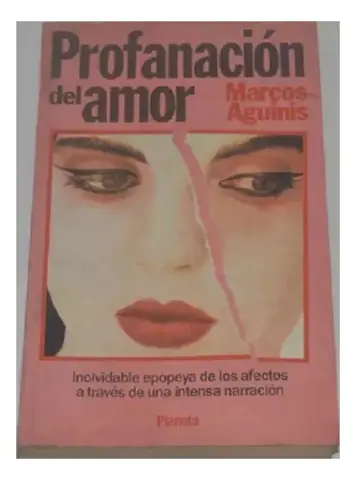 Profanación
del amor
Marcos
Aguinis
Inolvidable epopeya de los afectos
a través de una intensa narración
Planeta